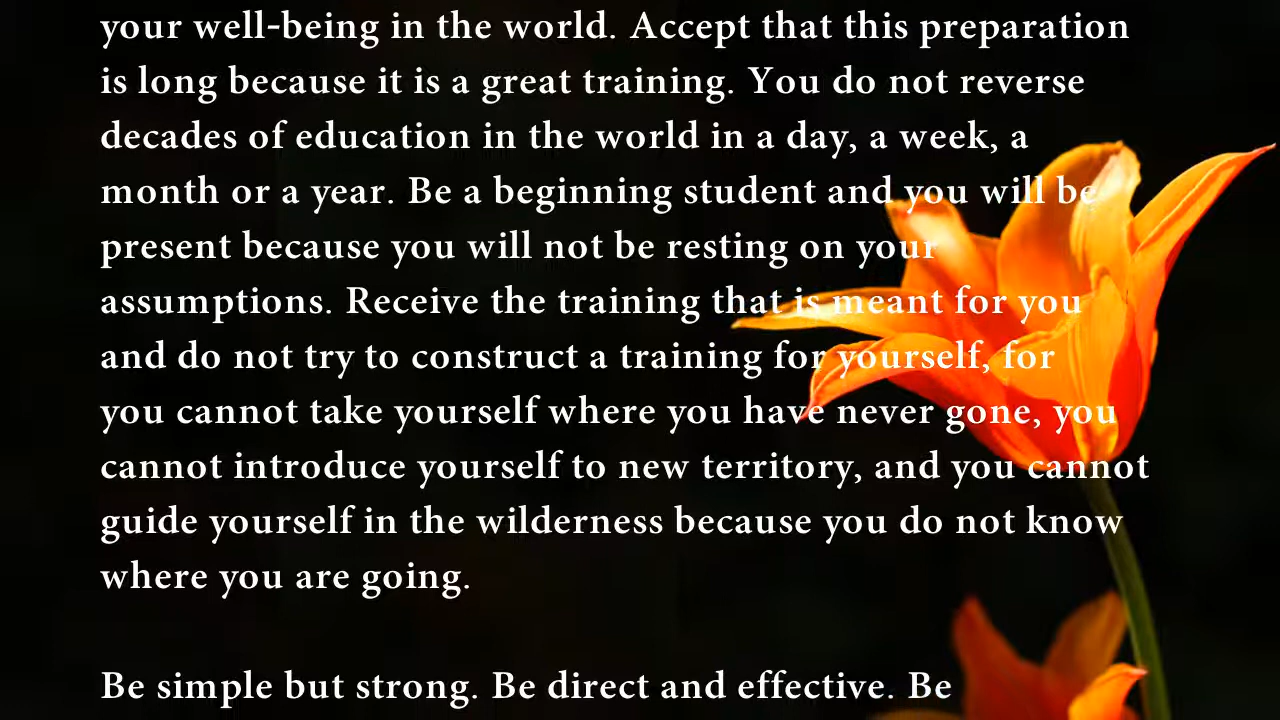 your well-being in the world. Accept that this preparation
is long because it is a great training. You do not reverse
decades of education in the world in a day, a week, a
month or a year. Be a beginning student and you will be
present because you will not be resting on your
assumptions. Receive the training that is meant for you
and do not try to construct a training for yourself, for
you cannot take yourself where you have never gone, you
cannot introduce yourself to new territory, and you cannot
guide yourself in the wilderness because you do not know
where you are going.
Be simple but strong. Be direct and effective. Be